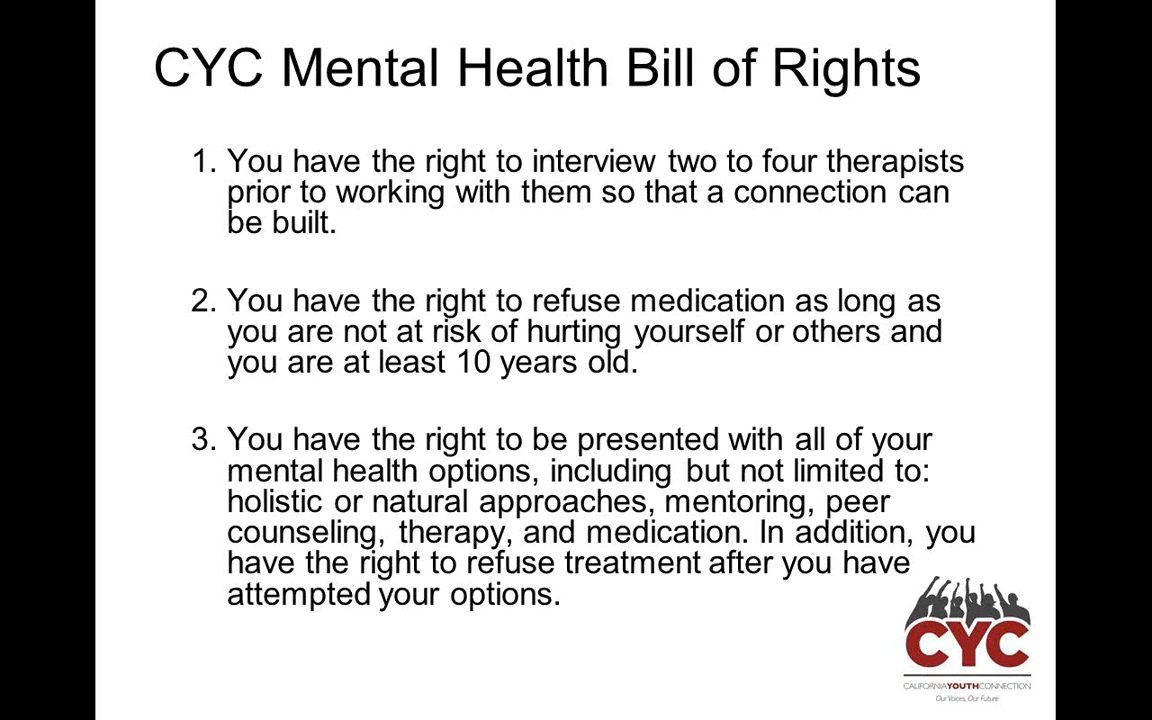 CYC Mental Health Bill of Rights
1. You have the right to interview two to four therapists
prior to working with them so that a connection can
be built.
2. You have the right to refuse medication as long as
you are not at risk of hurting yourself or others and
you are at least 10 years old.
3. You have the right to be presented with all of your
mental health options, including but not limited to:
holistic or natural approaches, mentoring, peer
counseling, therapy, and medication. In addition, you
have the right to refuse treatment after you have
attempted your options.
CYC
CALIFORNIAYOUTHCONNECTION
Our Voices, Our Future